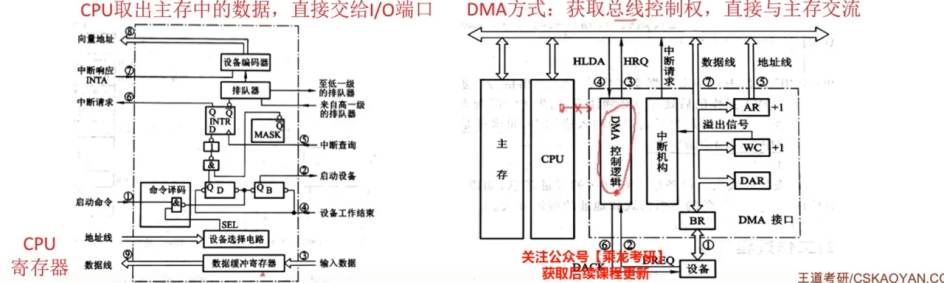 CPU取出主存中的数据，直接交给I/O端口
⑧
向量地址
设备编码器
⑦
中断响应
INTA
排队器
至低一级
的排队器
⑥
中断请求
来自高一级
的排队器
Q Q
INTR
D
Q
MASK
⑤
中断查询
&
②
启动设备
Q D
Q B
命令译码
①
启动命令
&
④
设备工作结束
SEL
CPU
寄存器
地址线
设备选择电路
⑨
数据线
数据缓冲寄存器
③
输入数据
DMA方式：获取总线控制权，直接与主存交流
HLDA
HRQ
④
③
中断请求
数据线
⑦
地址线
⑤
主存
CPU
DMA控制逻辑
中断机构
AR
+1
溢出信号
WC
+1
DAR
BR
DMA 接口
⑥
②
①
DACK
DREQ
设备
关注公众号【乘龙考研】
获取后续课程更新
王道考研/CSKAOYAN.CO